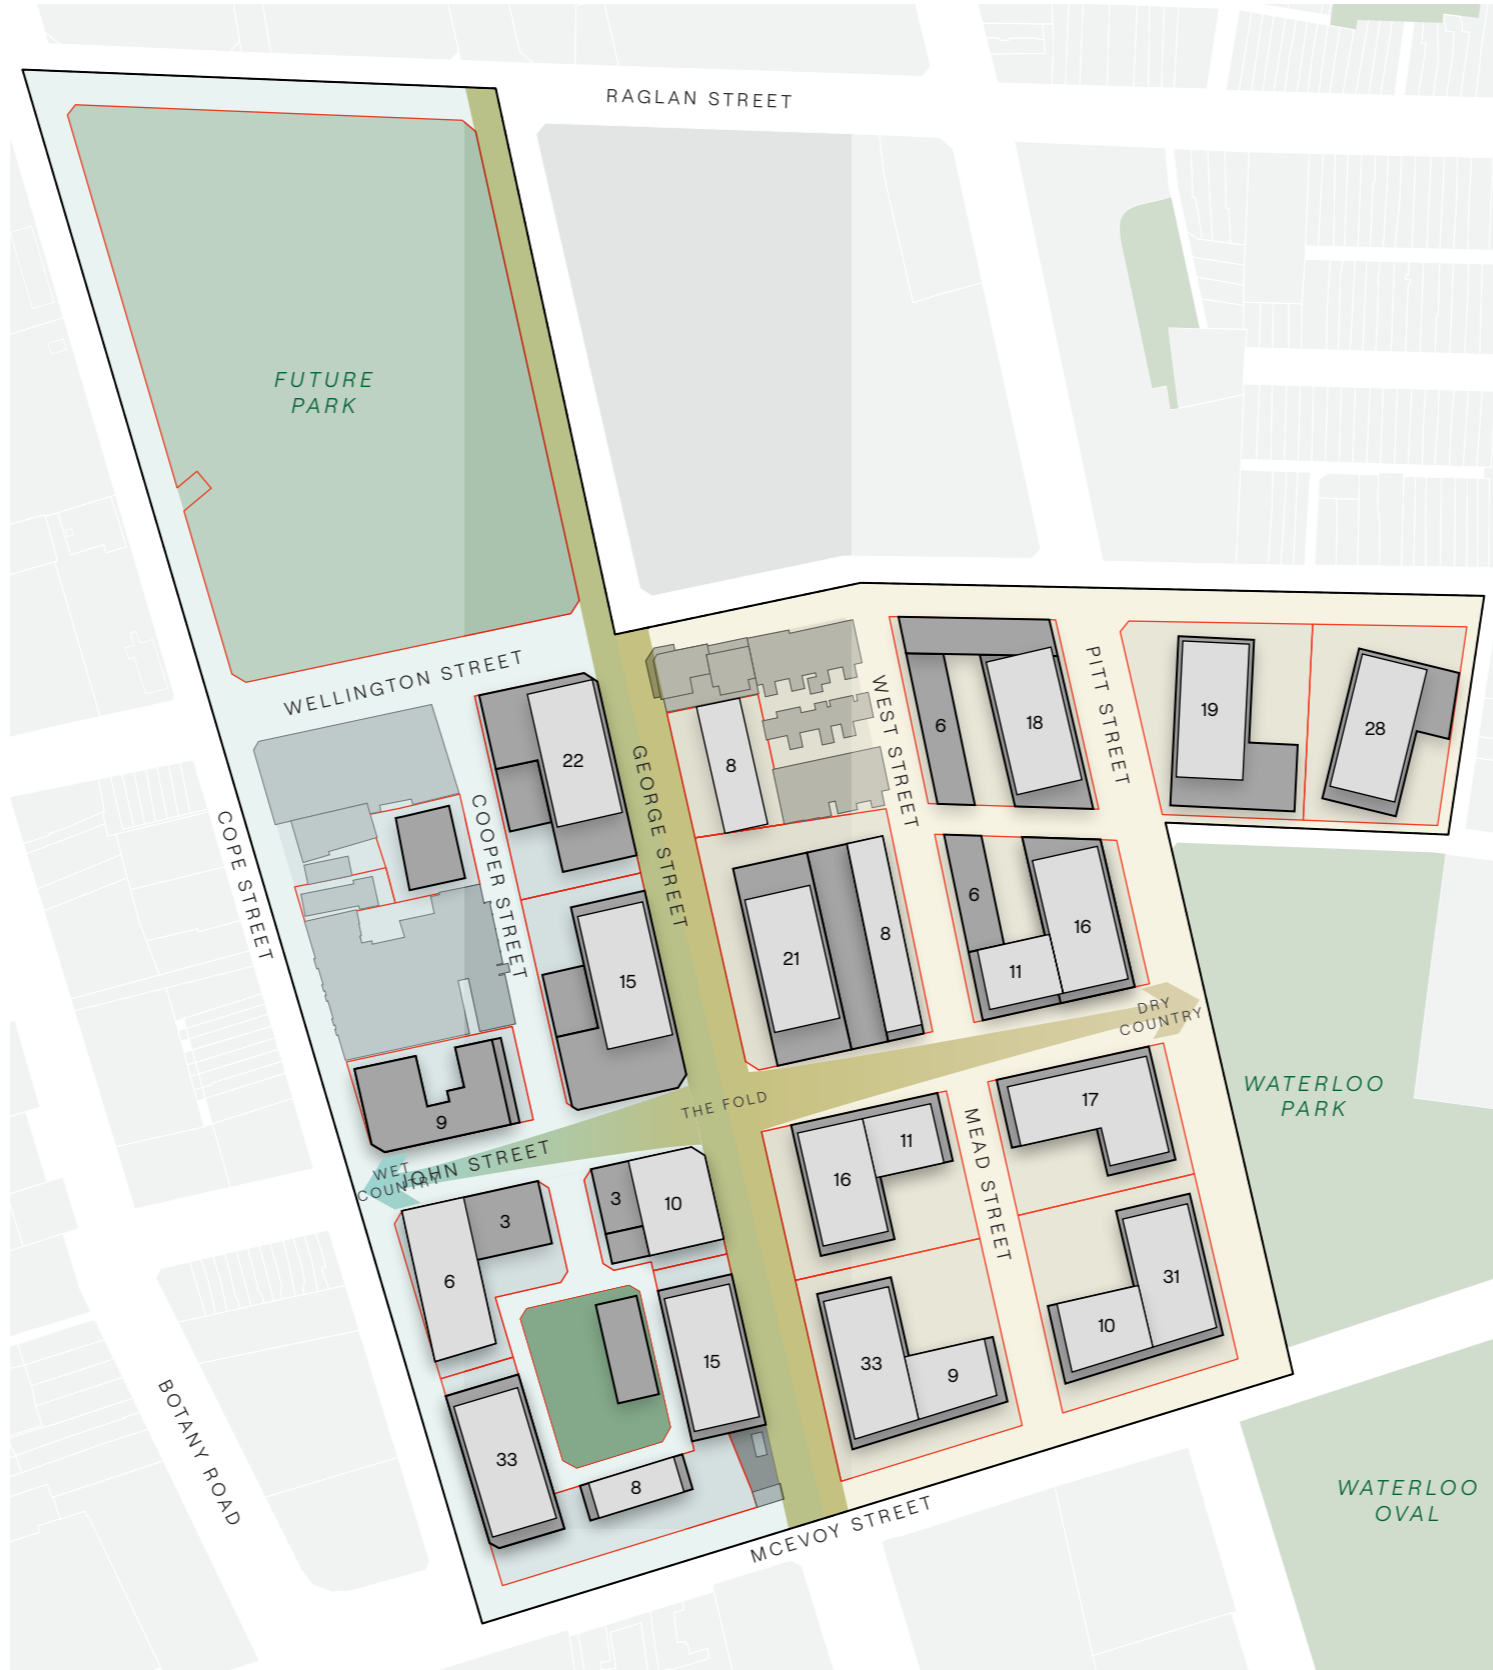 RAGLAN STREET
FUTURE
PARK
WELLINGTON STREET
COPE STREET
COOPER STREET
GEORGE STREET
WEST STREET
PITT STREET
22
8
6
18
19
28
15
21
8
6
11
16
9
DRY
COUNTRY
THE FOLD
WET
COUNTRY
JOHN STREET
WATERLOO
PARK
MEAD STREET
17
16
11
3
10
3
6
15
33
8
33
9
10
31
BOTANY ROAD
MCEVOY STREET
WATERLOO
OVAL